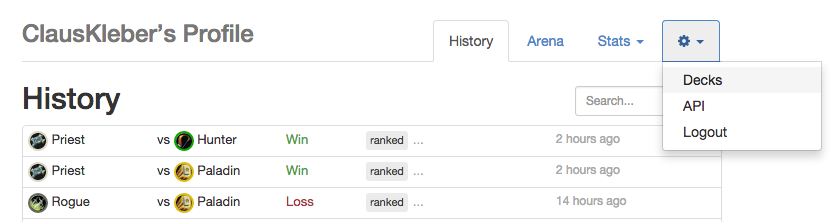 ClausKleber's Profile
History Arena Stats
Decks
API
Logout
History
Search...
Priest vs Hunter Win ranked ... 2 hours ago
Priest vs Paladin Win ranked ... 2 hours ago
Rogue vs Paladin Loss ranked ... 14 hours ago